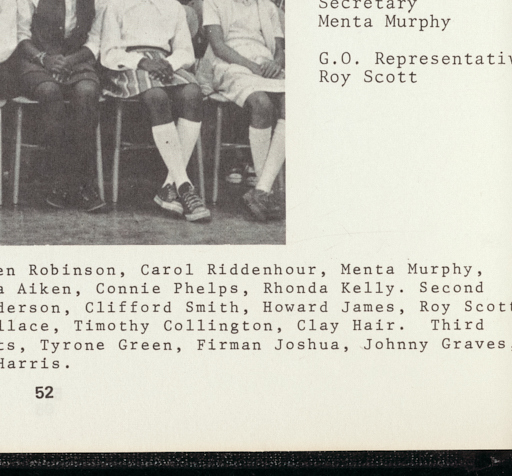 Secretary
Menta Murphy
G.O. Representativ
Roy Scott
en Robinson, Carol Riddenhour, Menta Murphy,
a Aiken, Connie Phelps, Rhonda Kelly. Second
derson, Clifford Smith, Howard James, Roy Scott
llace, Timothy Collington, Clay Hair. Third
ts, Tyrone Green, Firman Joshua, Johnny Graves,
Harris.
52